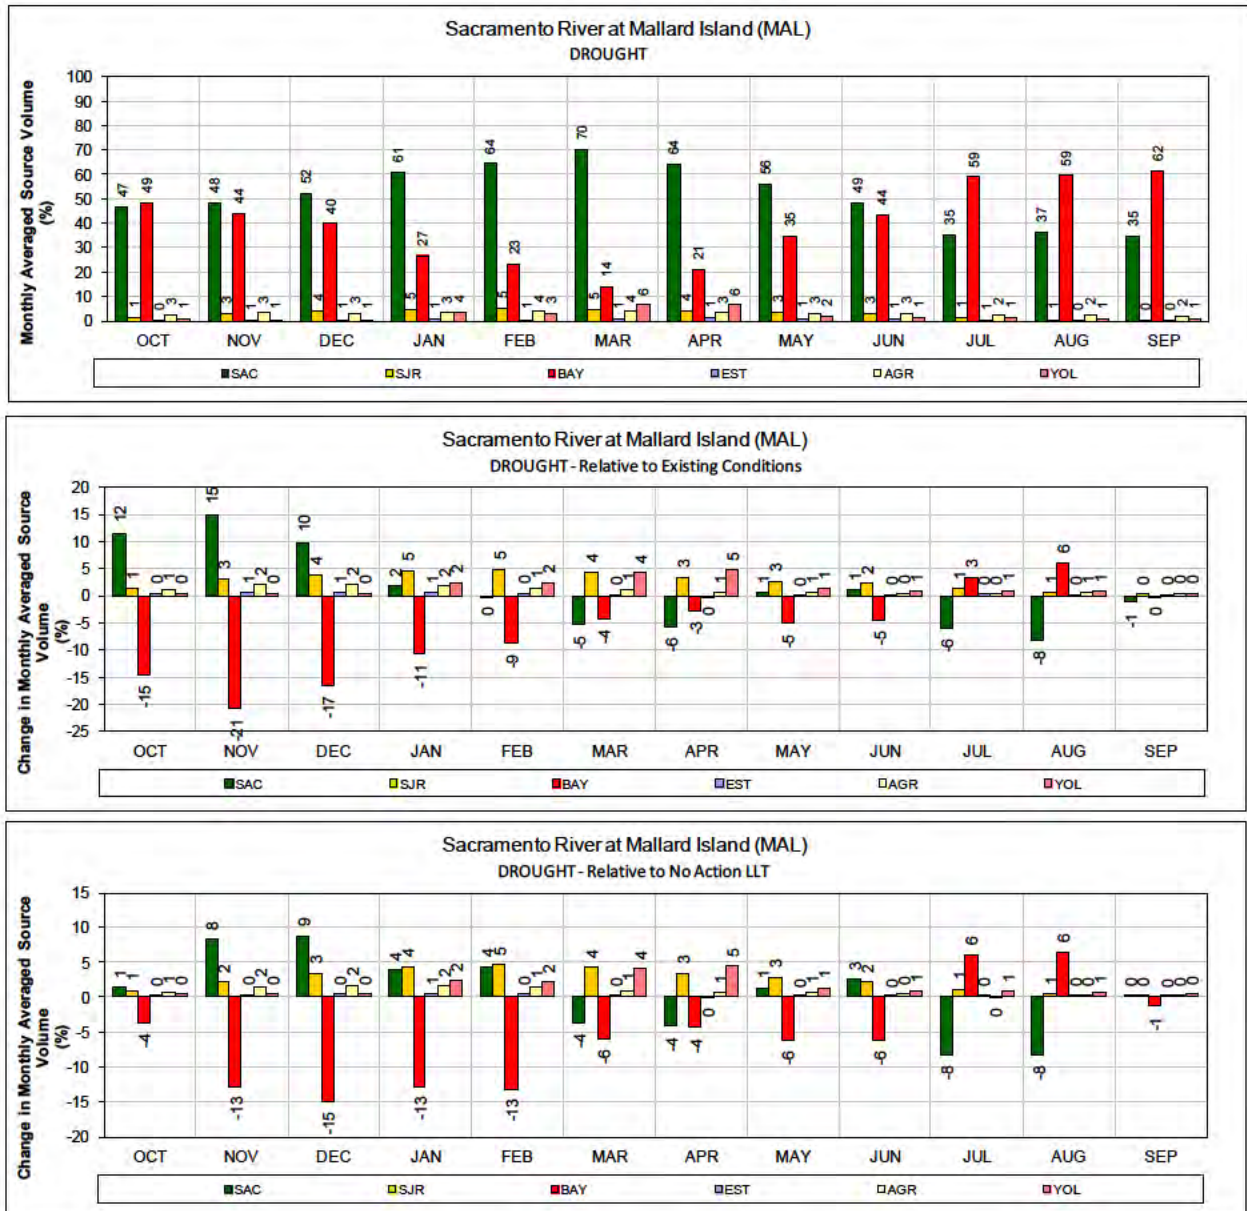 Sacramento River at Mallard Island (MAL)
DROUGHT
Monthly Averaged Source Volume
(%)
100
90
80
70
60
50
40
30
20
10
0
47 1 49 0 3 1
48 3 44 1 3 1
52 4 40 1 3 1
61 5 27 1 3 4
64 5 23 1 4 3
70 5 14 1 4 6
64 4 21 1 3 6
56 3 35 1 3 2
49 3 44 1 3 1
35 1 59 1 2 1
37 1 59 0 2 1
35 0 62 0 2 1
OCT NOV DEC JAN FEB MAR APR MAY JUN JUL AUG SEP
SAC SJR BAY EST AGR YOL
Sacramento River at Mallard Island (MAL)
DROUGHT - Relative to Existing Conditions
Change in Monthly Averaged Source
Volume
(%)
20
15
10
5
0
-5
-10
-15
-20
-25
12 1 -15 0 1 0
15 3 -21 1 2 0
10 4 -17 1 2 0
2 5 -11 1 2 2
0 5 -9 0 1 2
-5 4 -4 0 1 4
-6 3 -3 0 1 5
1 3 -5 0 1 1
1 2 -5 0 0 1
-6 1 3 0 0 1
-8 1 6 0 1 1
-1 0 0 0 0 0
OCT NOV DEC JAN FEB MAR APR MAY JUN JUL AUG SEP
SAC SJR BAY EST AGR YOL
Sacramento River at Mallard Island (MAL)
DROUGHT - Relative to No Action LLT
Change in Monthly Averaged Source
Volume
(%)
15
10
5
0
-5
-10
-15
-20
1 1 -4 0 1 0
8 2 -13 0 2 0
9 3 -15 0 2 0
4 4 -13 0 1 2
4 5 -13 0 1 2
-4 4 -6 0 1 4
-4 3 -4 0 1 5
1 3 -6 0 1 1
3 2 -6 0 0 1
-8 1 6 0 0 1
-8 1 6 0 0 1
0 0 -1 0 0 0
OCT NOV DEC JAN FEB MAR APR MAY JUN JUL AUG SEP
SAC SJR BAY EST AGR YOL